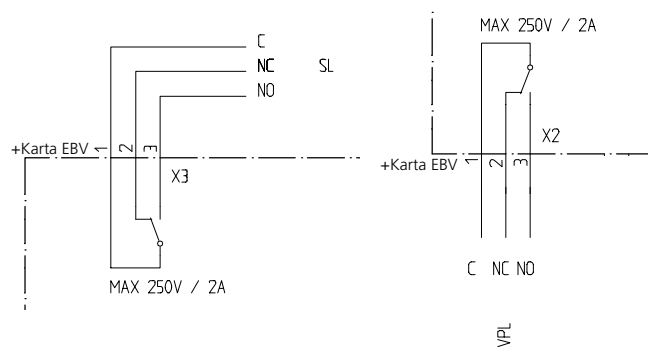 C
NC SL
NO
+Karta EBV 1 2 3
X3
MAX 250V / 2A
MAX 250V / 2A
X2
+Karta EBV 1 2 3
C NC NO
VPL